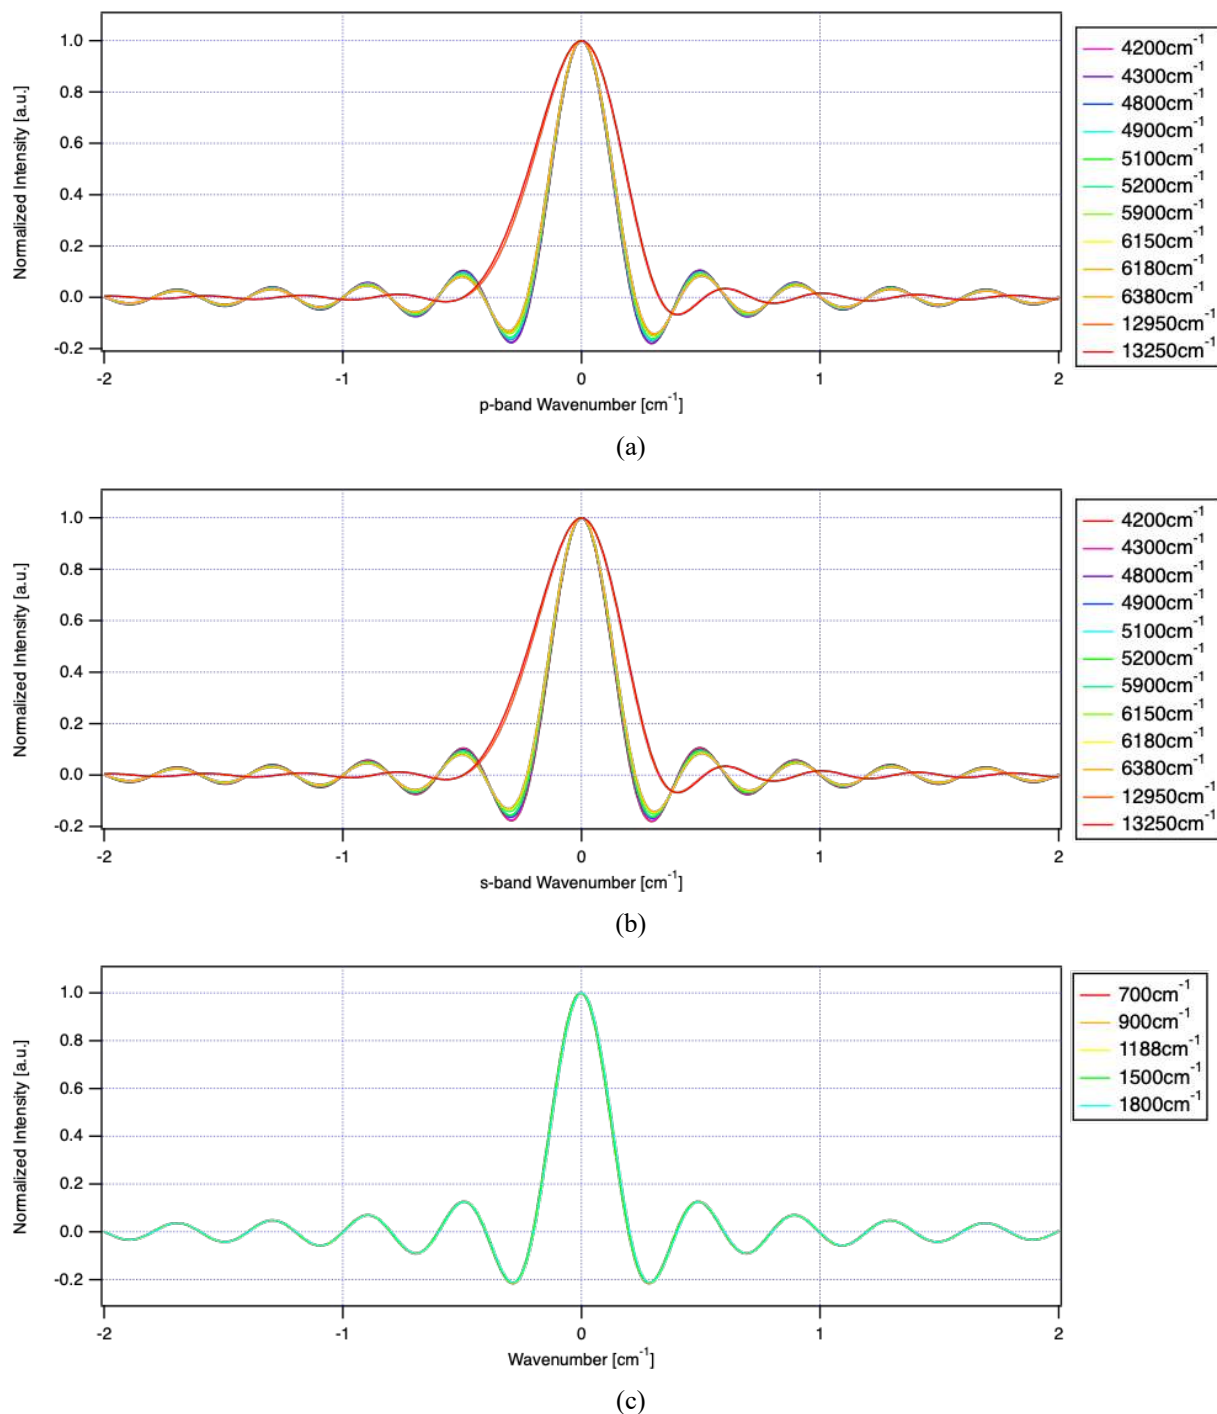 1.0
0.8
0.6
0.4
0.2
0.0
-0.2
Normalized Intensity [a.u.]
-2 -1 0 1 2
p-band Wavenumber [cm⁻¹]
4200cm⁻¹
4300cm⁻¹
4800cm⁻¹
4900cm⁻¹
5100cm⁻¹
5200cm⁻¹
5900cm⁻¹
6150cm⁻¹
6180cm⁻¹
6380cm⁻¹
12950cm⁻¹
13250cm⁻¹
(a)
1.0
0.8
0.6
0.4
0.2
0.0
-0.2
Normalized Intensity [a.u.]
-2 -1 0 1 2
s-band Wavenumber [cm⁻¹]
4200cm⁻¹
4300cm⁻¹
4800cm⁻¹
4900cm⁻¹
5100cm⁻¹
5200cm⁻¹
5900cm⁻¹
6150cm⁻¹
6180cm⁻¹
6380cm⁻¹
12950cm⁻¹
13250cm⁻¹
(b)
1.0
0.8
0.6
0.4
0.2
0.0
-0.2
Normalized Intensity [a.u.]
-2 -1 0 1 2
Wavenumber [cm⁻¹]
700cm⁻¹
900cm⁻¹
1188cm⁻¹
1500cm⁻¹
1800cm⁻¹
(c)